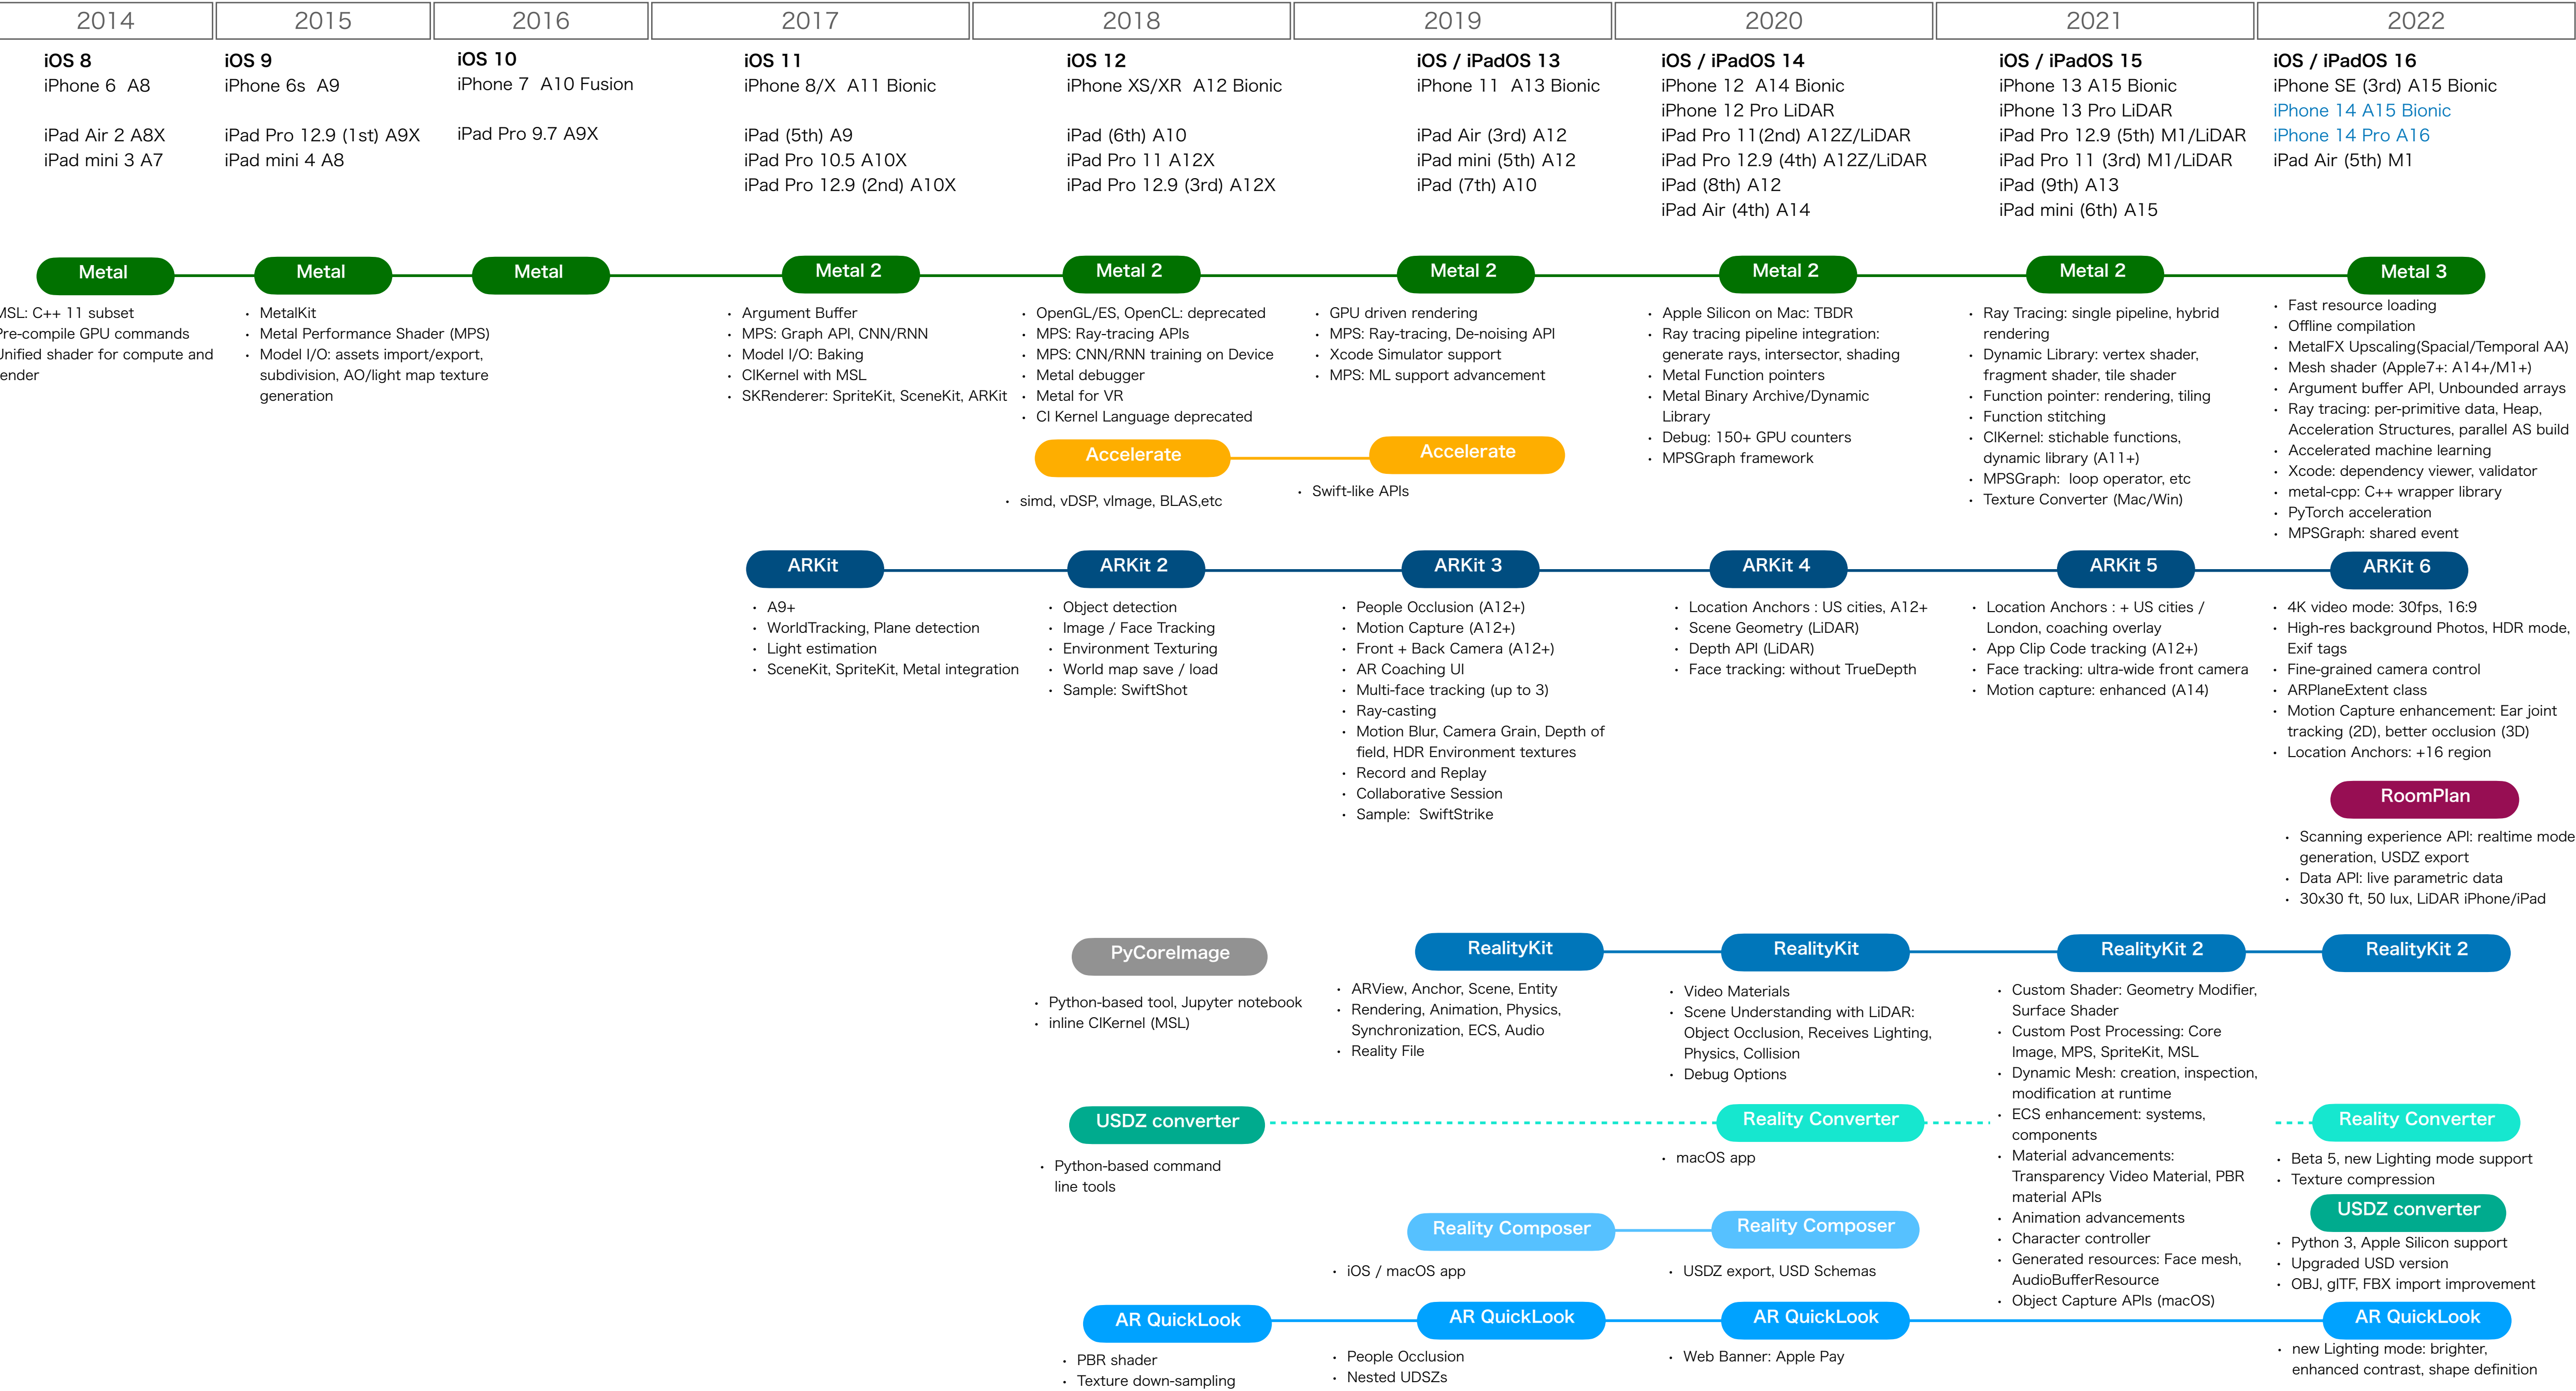 2014
2015
2016
2017
2018
2019
2020
2021
2022
iOS 8
iPhone 6  A8
iPad Air 2 A8X
iPad mini 3 A7
iOS 9
iPhone 6s  A9
iPad Pro 12.9 (1st) A9X
iPad mini 4 A8
iOS 10
iPhone 7  A10 Fusion
iPad Pro 9.7 A9X
iOS 11
iPhone 8/X  A11 Bionic
iPad (5th) A9
iPad Pro 10.5 A10X
iPad Pro 12.9 (2nd) A10X
iOS 12
iPhone XS/XR  A12 Bionic
iPad (6th) A10
iPad Pro 11 A12X
iPad Pro 12.9 (3rd) A12X
iOS / iPadOS 13
iPhone 11  A13 Bionic
iPad Air (3rd) A12
iPad mini (5th) A12
iPad (7th) A10
iOS / iPadOS 14
iPhone 12  A14 Bionic
iPhone 12 Pro LiDAR
iPad Pro 11(2nd) A12Z/LiDAR
iPad Pro 12.9 (4th) A12Z/LiDAR
iPad (8th) A12
iPad Air (4th) A14
iOS / iPadOS 15
iPhone 13 A15 Bionic
iPhone 13 Pro LiDAR
iPad Pro 12.9 (5th) M1/LiDAR
iPad Pro 11 (3rd) M1/LiDAR
iPad (9th) A13
iPad mini (6th) A15
iOS / iPadOS 16
iPhone SE (3rd) A15 Bionic
iPhone 14 A15 Bionic
iPhone 14 Pro A16
iPad Air (5th) M1
Metal
MSL: C++ 11 subset
Pre-compile GPU commands
Unified shader for compute and
render
Metal
• MetalKit
• Metal Performance Shader (MPS)
• Model I/O: assets import/export,
subdivision, AO/light map texture
generation
Metal
Metal 2
• Argument Buffer
• MPS: Graph API, CNN/RNN
• Model I/O: Baking
• CIKernel with MSL
• SKRenderer: SpriteKit, SceneKit, ARKit
Metal 2
• OpenGL/ES, OpenCL: deprecated
• MPS: Ray-tracing APIs
• MPS: CNN/RNN training on Device
• Metal debugger
• Metal for VR
• CI Kernel Language deprecated
Metal 2
• GPU driven rendering
• MPS: Ray-tracing, De-noising API
• Xcode Simulator support
• MPS: ML support advancement
Metal 2
• Apple Silicon on Mac: TBDR
• Ray tracing pipeline integration:
generate rays, intersector, shading
• Metal Function pointers
• Metal Binary Archive/Dynamic
Library
• Debug: 150+ GPU counters
• MPSGraph framework
Metal 2
• Ray Tracing: single pipeline, hybrid
rendering
• Dynamic Library: vertex shader,
fragment shader, tile shader
• Function pointer: rendering, tiling
• Function stitching
• CIKernel: stichable functions,
dynamic library (A11+)
• MPSGraph:  loop operator, etc
• Texture Converter (Mac/Win)
Metal 3
• Fast resource loading
• Offline compilation
• MetalFX Upscaling(Spacial/Temporal AA)
• Mesh shader (Apple7+: A14+/M1+)
• Argument buffer API, Unbounded arrays
• Ray tracing: per-primitive data, Heap,
Acceleration Structures, parallel AS build
• Accelerated machine learning
• Xcode: dependency viewer, validator
• metal-cpp: C++ wrapper library
• PyTorch acceleration
• MPSGraph: shared event
Accelerate
• simd, vDSP, vImage, BLAS,etc
Accelerate
• Swift-like APIs
ARKit
• A9+
• WorldTracking, Plane detection
• Light estimation
• SceneKit, SpriteKit, Metal integration
ARKit 2
• Object detection
• Image / Face Tracking
• Environment Texturing
• World map save / load
• Sample: SwiftShot
ARKit 3
• People Occlusion (A12+)
• Motion Capture (A12+)
• Front + Back Camera (A12+)
• AR Coaching UI
• Multi-face tracking (up to 3)
• Ray-casting
• Motion Blur, Camera Grain, Depth of
field, HDR Environment textures
• Record and Replay
• Collaborative Session
• Sample:  SwiftStrike
ARKit 4
• Location Anchors : US cities, A12+
• Scene Geometry (LiDAR)
• Depth API (LiDAR)
• Face tracking: without TrueDepth
ARKit 5
• Location Anchors : + US cities /
London, coaching overlay
• App Clip Code tracking (A12+)
• Face tracking: ultra-wide front camera
• Motion capture: enhanced (A14)
ARKit 6
• 4K video mode: 30fps, 16:9
• High-res background Photos, HDR mode,
Exif tags
• Fine-grained camera control
• ARPlaneExtent class
• Motion Capture enhancement: Ear joint
tracking (2D), better occlusion (3D)
• Location Anchors: +16 region
RoomPlan
• Scanning experience API: realtime mode
generation, USDZ export
• Data API: live parametric data
• 30x30 ft, 50 lux, LiDAR iPhone/iPad
PyCoreImage
• Python-based tool, Jupyter notebook
• inline CIKernel (MSL)
RealityKit
• ARView, Anchor, Scene, Entity
• Rendering, Animation, Physics,
Synchronization, ECS, Audio
• Reality File
RealityKit
• Video Materials
• Scene Understanding with LiDAR:
Object Occlusion, Receives Lighting,
Physics, Collision
• Debug Options
RealityKit 2
• Custom Shader: Geometry Modifier,
Surface Shader
• Custom Post Processing: Core
Image, MPS, SpriteKit, MSL
• Dynamic Mesh: creation, inspection,
modification at runtime
• ECS enhancement: systems,
components
• Material advancements:
Transparency Video Material, PBR
material APIs
• Animation advancements
• Character controller
• Generated resources: Face mesh,
AudioBufferResource
• Object Capture APIs (macOS)
RealityKit 2
USDZ converter
• Python-based command
line tools
Reality Converter
• macOS app
Reality Converter
• Beta 5, new Lighting mode support
• Texture compression
USDZ converter
• Python 3, Apple Silicon support
• Upgraded USD version
• OBJ, glTF, FBX import improvement
Reality Composer
• iOS / macOS app
Reality Composer
• USDZ export, USD Schemas
AR QuickLook
• PBR shader
• Texture down-sampling
AR QuickLook
• People Occlusion
• Nested UDSZs
AR QuickLook
• Web Banner: Apple Pay
AR QuickLook
• new Lighting mode: brighter,
enhanced contrast, shape definition